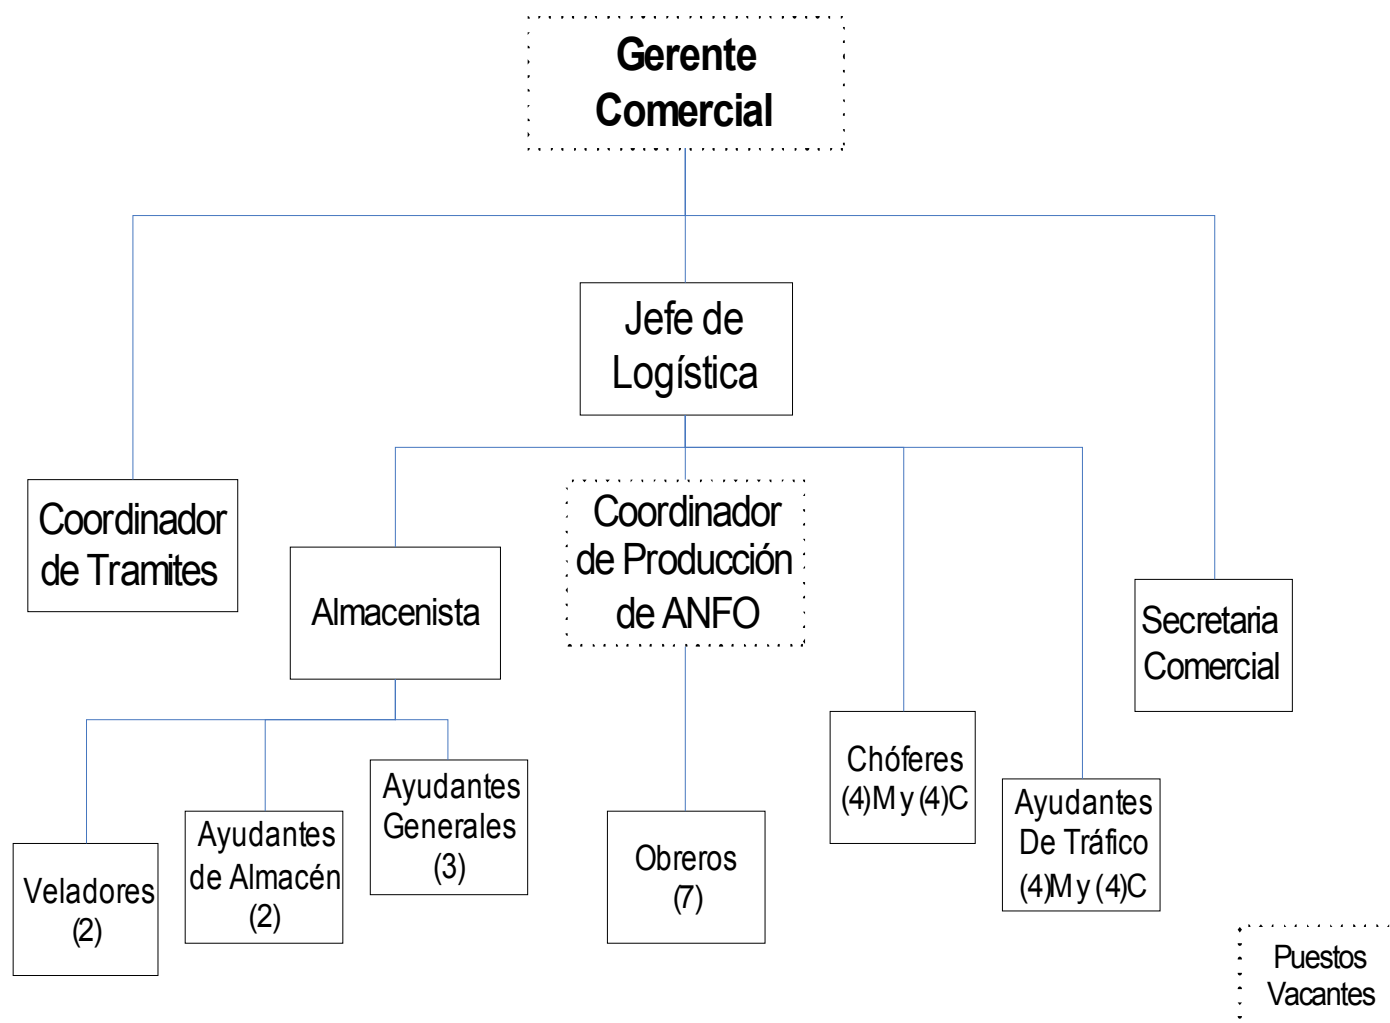 Gerente
Comercial
Jefe de
Logística
Coordinador
de Tramites
Almacenista
Coordinador
de Producción
de ANFO
Secretaria
Comercial
Veladores
(2)
Ayudantes
de Almacén
(2)
Ayudantes
Generales
(3)
Obreros
(7)
Chóferes
(4)M y (4)C
Ayudantes
De Tráfico
(4)M y (4)C
Puestos
Vacantes